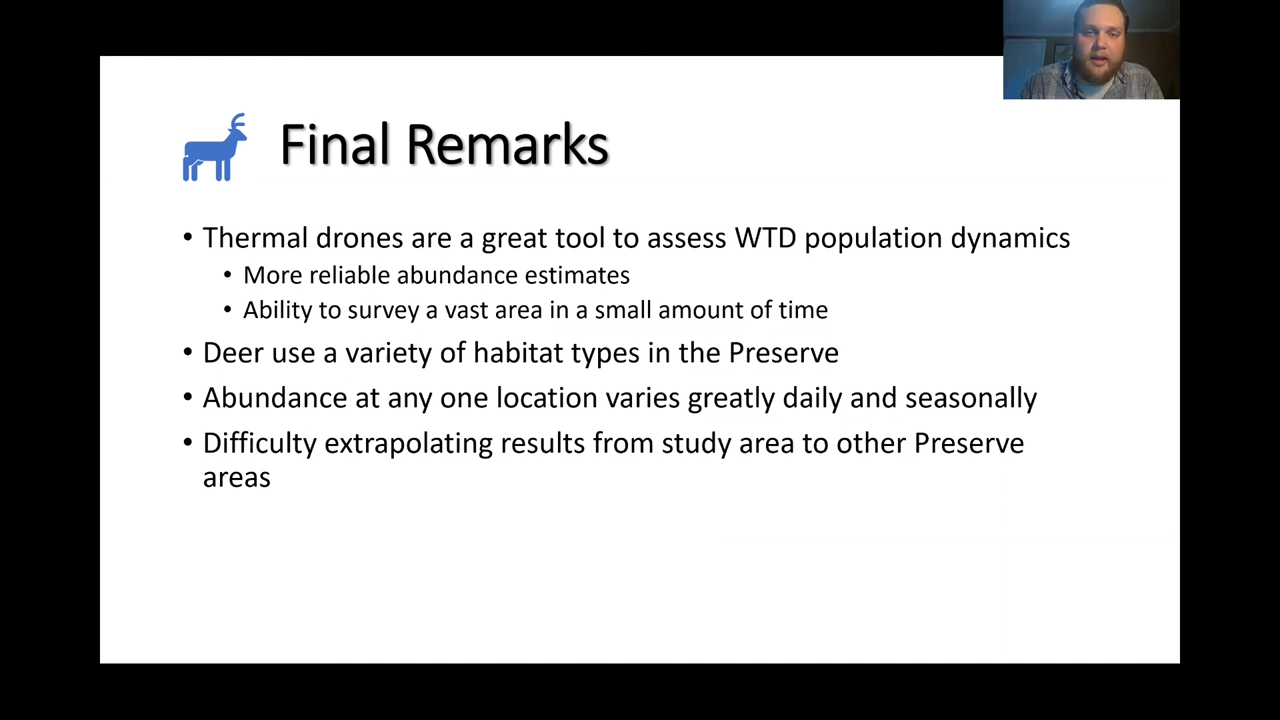 Final Remarks
• Thermal drones are a great tool to assess WTD population dynamics
• More reliable abundance estimates
• Ability to survey a vast area in a small amount of time
• Deer use a variety of habitat types in the Preserve
• Abundance at any one location varies greatly daily and seasonally
• Difficulty extrapolating results from study area to other Preserve
areas